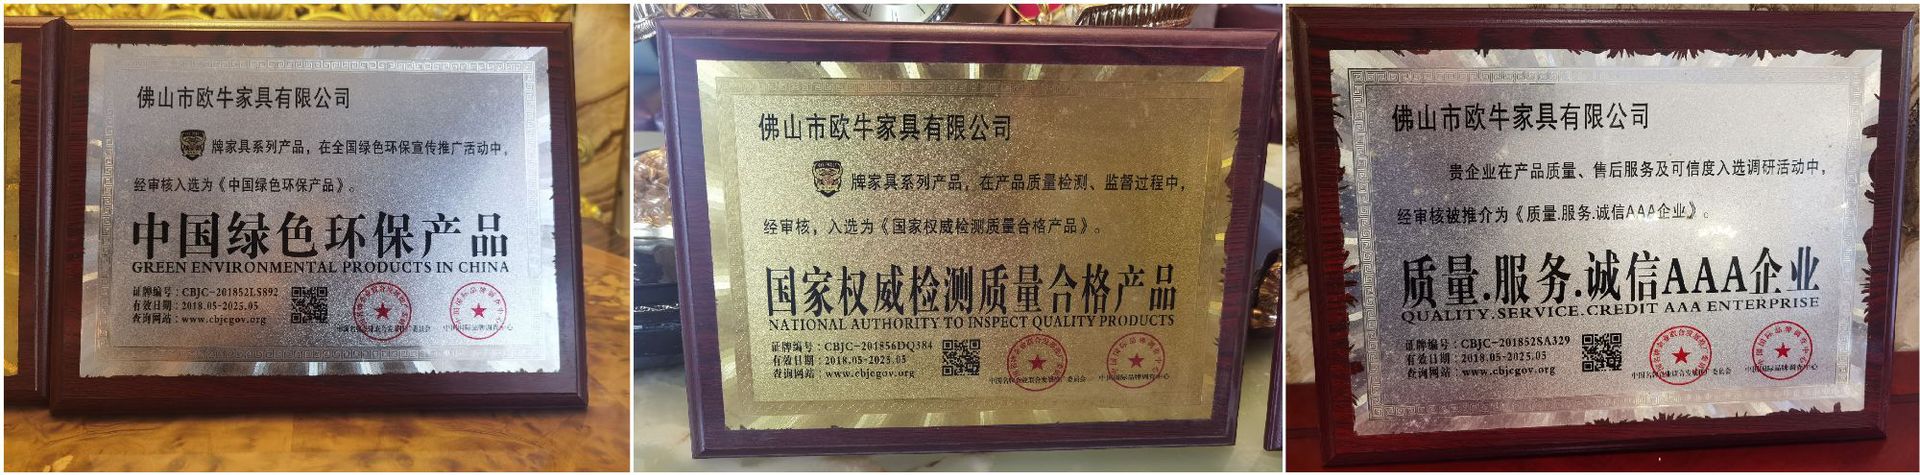 佛山市欧牛家具有限公司
牌家具系列产品，在全国绿色环保宣传推广活动中，
经审核入选为《中国绿色环保产品》。
中国绿色环保产品
GREEN ENVIRONMENTAL PRODUCTS IN CHINA
证牌编号：CBJC-201852LS892
有效日期：2018.05-2025.05
查询网站：www.cbjcgov.org
佛山市欧牛家具有限公司
牌家具系列产品，在产品质量检测、监督过程中，
经审核，入选为《国家权威检测质量合格产品》。
国家权威检测质量合格产品
NATIONAL AUTHORITY TO INSPECT QUALITY PRODUCTS
证牌编号：CBJC-201856DQ384
有效日期：2018.05-2025.05
查询网站：www.cbjcgov.org
佛山市欧牛家具有限公司
贵企业在产品质量、售后服务及可信度入选调研活动中，
经审核被推介为《质量.服务.诚信AAA企业》。
质量.服务.诚信AAA企业
QUALITY.SERVICE.CREDIT AAA ENTERPRISE
证牌编号：CBJC-201852SA329
有效日期：2018.05-2025.05
查询网站：www.cbjcgov.org